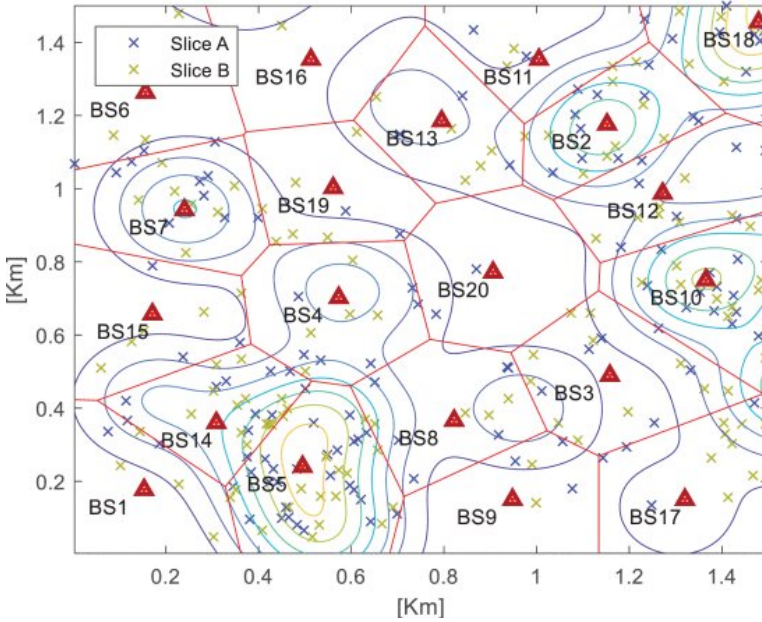 1.4
1.2
1
0.8
0.6
0.4
0.2
[Km]
Slice A
Slice B
BS18
BS16
BS11
BS6
BS13
BS2
BS19
BS12
BS7
BS20
BS10
BS4
BS15
BS3
BS14
BS8
BS5
BS1
BS9
BS17
0.2 0.4 0.6 0.8 1 1.2 1.4
[Km]